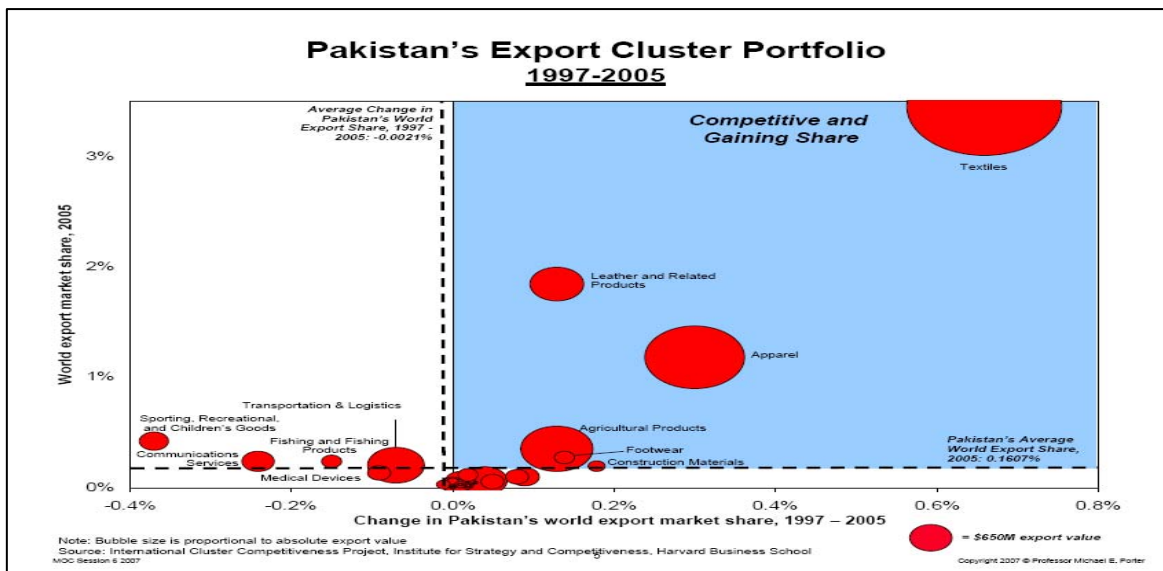 Pakistan's Export Cluster Portfolio
1997-2005
Average Change in
Pakistan's World
Export Share, 1997 -
2005: -0.0021%
Competitive and
Gaining Share
Textiles
3%
2%
1%
0%
World export market share, 2005
Leather and Related
Products
Apparel
Transportation & Logistics
Sporting, Recreational,
and Children's Goods
Fishing and Fishing
Products
Communications
Services
Medical Devices
Agricultural Products
Footwear
Construction Materials
Pakistan's Average
World Export Share,
2005: 0.1607%
-0.4%
-0.2%
0.0%
0.2%
0.4%
0.6%
0.8%
Change in Pakistan's world export market share, 1997 – 2005
= $650M export value
Note: Bubble size is proportional to absolute export value
Source: International Cluster Competitiveness Project, Institute for Strategy and Competitiveness, Harvard Business School
MOC Session 6 2007
5
Copyright 2007 © Professor Michael E. Porter